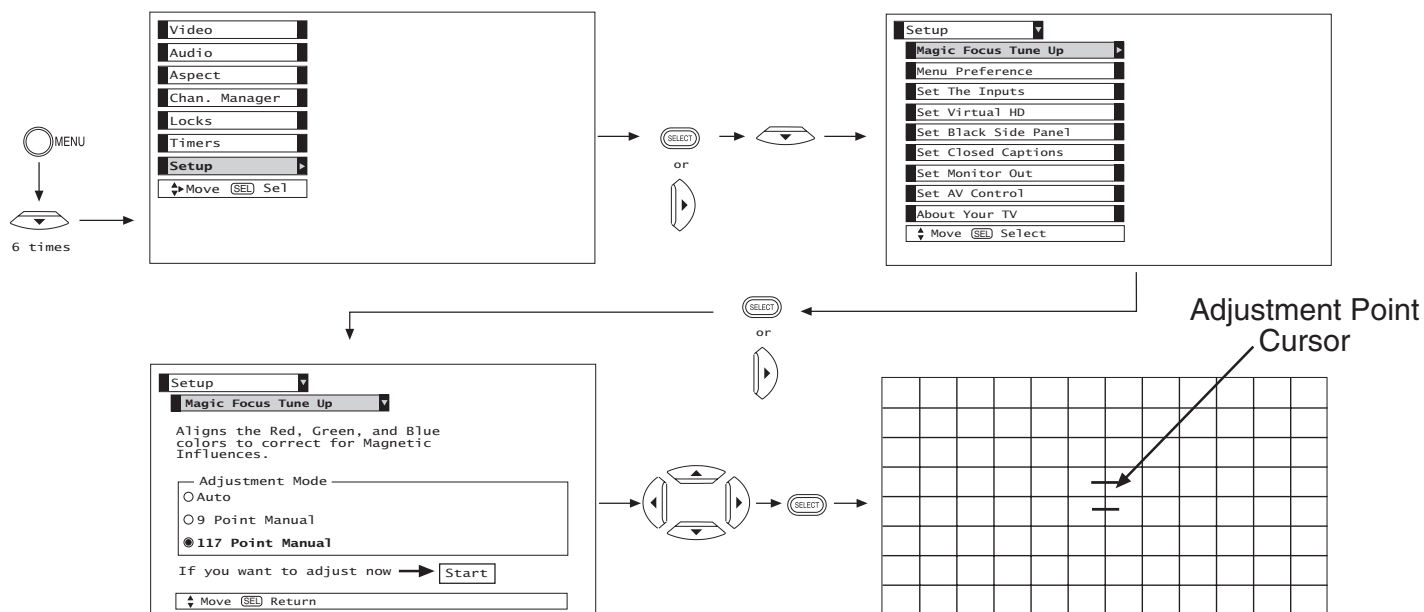 Video
Audio
Aspect
Chan. Manager
Locks
Timers
Setup
Move SEL Sel
MENU
6 times
SELECT
or
Setup
Magic Focus Tune Up
Menu Preference
Set The Inputs
Set Virtual HD
Set Black Side Panel
Set Closed Captions
Set Monitor Out
Set AV Control
About Your TV
Move SEL Select
SELECT
or
Adjustment Point
Cursor
Setup
Magic Focus Tune Up
Aligns the Red, Green, and Blue
colors to correct for Magnetic
Influences.
Adjustment Mode
Auto
9 Point Manual
117 Point Manual
If you want to adjust now Start
Move SEL Return
SELECT